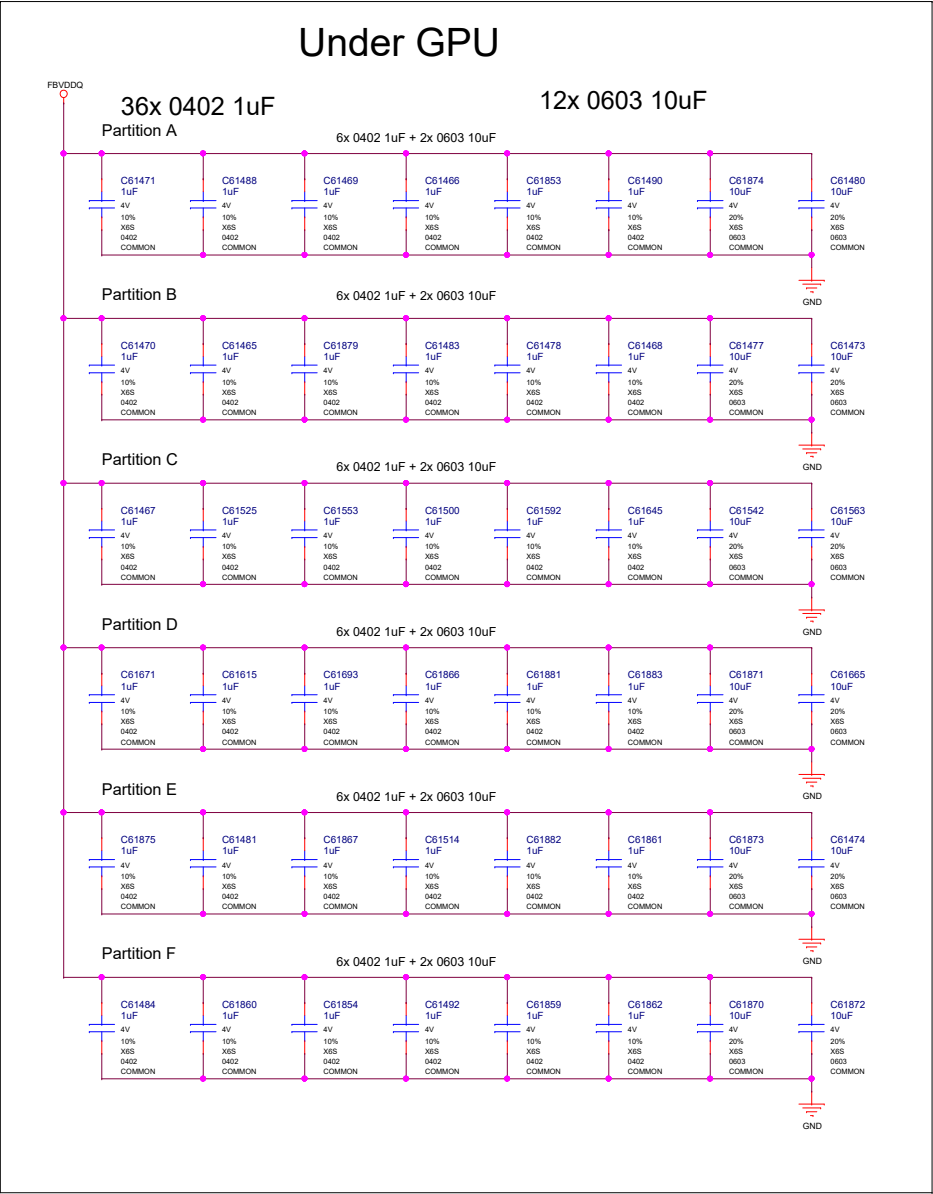 Under GPU
FBVDDQ
36x 0402 1uF
12x 0603 10uF
Partition A
6x 0402 1uF + 2x 0603 10uF
C61471 C61488 C61469 C61466 C61853 C61490 C61874 C61480
1uF 1uF 1uF 1uF 1uF 1uF 10uF 10uF
4V 4V 4V 4V 4V 4V 4V 4V
10% 10% 10% 10% 10% 10% 20% 20%
X6S X6S X6S X6S X6S X6S X6S X6S
0402 0402 0402 0402 0402 0402 0603 0603
COMMON COMMON COMMON COMMON COMMON COMMON COMMON COMMON
GND
Partition B
6x 0402 1uF + 2x 0603 10uF
C61470 C61465 C61879 C61483 C61478 C61468 C61477 C61473
1uF 1uF 1uF 1uF 1uF 1uF 10uF 10uF
4V 4V 4V 4V 4V 4V 4V 4V
10% 10% 10% 10% 10% 10% 20% 20%
X6S X6S X6S X6S X6S X6S X6S X6S
0402 0402 0402 0402 0402 0402 0603 0603
COMMON COMMON COMMON COMMON COMMON COMMON COMMON COMMON
GND
Partition C
6x 0402 1uF + 2x 0603 10uF
C61467 C61525 C61553 C61500 C61592 C61645 C61542 C61563
1uF 1uF 1uF 1uF 1uF 1uF 10uF 10uF
4V 4V 4V 4V 4V 4V 4V 4V
10% 10% 10% 10% 10% 10% 20% 20%
X6S X6S X6S X6S X6S X6S X6S X6S
0402 0402 0402 0402 0402 0402 0603 0603
COMMON COMMON COMMON COMMON COMMON COMMON COMMON COMMON
GND
Partition D
6x 0402 1uF + 2x 0603 10uF
C61671 C61615 C61693 C61866 C61881 C61883 C61871 C61665
1uF 1uF 1uF 1uF 1uF 1uF 10uF 10uF
4V 4V 4V 4V 4V 4V 4V 4V
10% 10% 10% 10% 10% 10% 20% 20%
X6S X6S X6S X6S X6S X6S X6S X6S
0402 0402 0402 0402 0402 0402 0603 0603
COMMON COMMON COMMON COMMON COMMON COMMON COMMON COMMON
GND
Partition E
6x 0402 1uF + 2x 0603 10uF
C61875 C61481 C61867 C61514 C61882 C61861 C61873 C61474
1uF 1uF 1uF 1uF 1uF 1uF 10uF 10uF
4V 4V 4V 4V 4V 4V 4V 4V
10% 10% 10% 10% 10% 10% 20% 20%
X6S X6S X6S X6S X6S X6S X6S X6S
0402 0402 0402 0402 0402 0402 0603 0603
COMMON COMMON COMMON COMMON COMMON COMMON COMMON COMMON
GND
Partition F
6x 0402 1uF + 2x 0603 10uF
C61484 C61860 C61854 C61492 C61859 C61862 C61870 C61872
1uF 1uF 1uF 1uF 1uF 1uF 10uF 10uF
4V 4V 4V 4V 4V 4V 4V 4V
10% 10% 10% 10% 10% 10% 20% 20%
X6S X6S X6S X6S X6S X6S X6S X6S
0402 0402 0402 0402 0402 0402 0603 0603
COMMON COMMON COMMON COMMON COMMON COMMON COMMON COMMON
GND